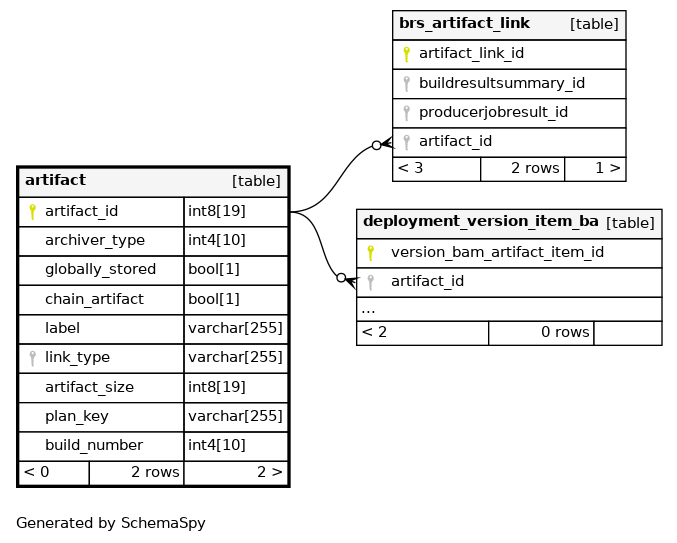 brs_artifact_link [table]
artifact_link_id
buildresultsummary_id
producerjobresult_id
artifact_id
< 3 2 rows 1 >
artifact [table]
artifact_id int8[19]
archiver_type int4[10]
globally_stored bool[1]
chain_artifact bool[1]
label varchar[255]
link_type varchar[255]
artifact_size int8[19]
plan_key varchar[255]
build_number int4[10]
< 0 2 rows 2 >
deployment_version_item_ba [table]
version_bam_artifact_item_id
artifact_id
...
< 2 0 rows
Generated by SchemaSpy